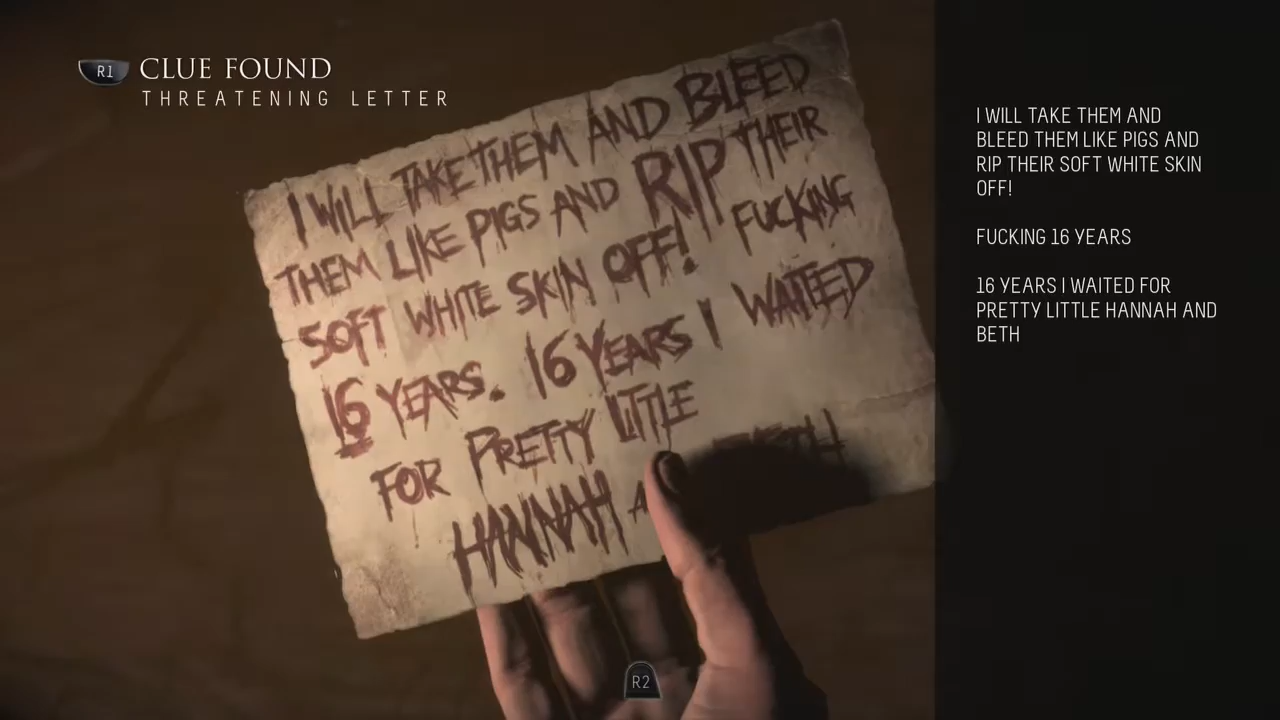 R1 CLUE FOUND
THREATENING LETTER
I WILL TAKE THEM AND BLEED
THEM LIKE PIGS AND RIP THEIR
SOFT WHITE SKIN OFF! FUCKING
16 YEARS. 16 YEARS I WAITED
FOR PRETTY LITTLE
HANNAH
R2
I WILL TAKE THEM AND
BLEED THEM LIKE PIGS AND
RIP THEIR SOFT WHITE SKIN
OFF!
FUCKING 16 YEARS
16 YEARS I WAITED FOR
PRETTY LITTLE HANNAH AND
BETH